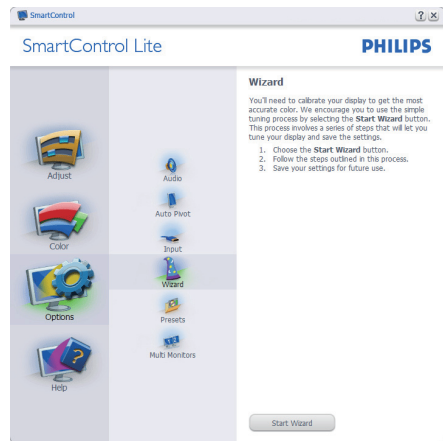 SmartControl
SmartControl Lite
PHILIPS
Adjust
Color
Options
Help
Audio
Auto Pivot
Input
Wizard
Presets
Multi Monitors
Wizard
You'll need to calibrate your display to get the most
accurate color. We encourage you to use the simple
tuning process by selecting the Start Wizard button.
This process involves a series of steps that will let you
tune your display and save the settings.
1. Choose the Start Wizard button.
2. Follow the steps outlined in this process.
3. Save your settings for future use.
Start Wizard